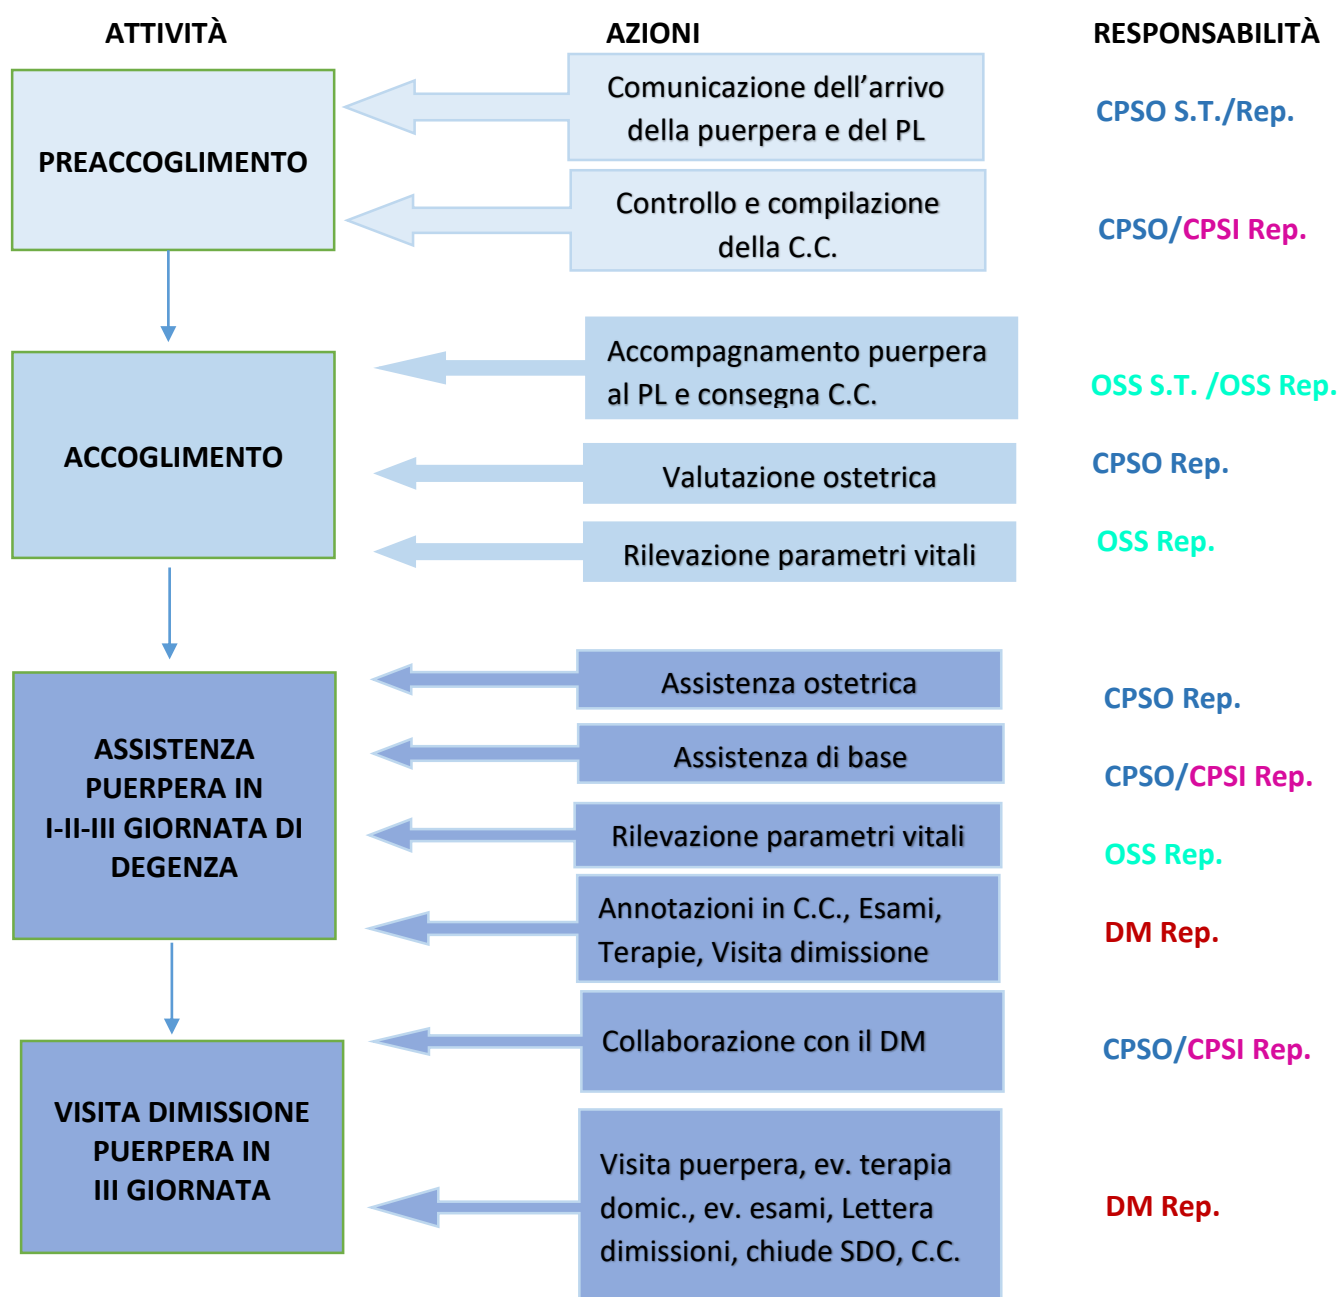 ATTIVITÀ
AZIONI
RESPONSABILITÀ
PREACCOGLIMENTO
Comunicazione dell'arrivo
della puerpera e del PL
CPSO S.T./Rep.
Controllo e compilazione
della C.C.
CPSO/CPSI Rep.
ACCOGLIMENTO
Accompagnamento puerpera
al PL e consegna C.C.
OSS S.T. /OSS Rep.
Valutazione ostetrica
CPSO Rep.
Rilevazione parametri vitali
OSS Rep.
ASSISTENZA
PUERPERA IN
I-II-III GIORNATA DI
DEGENZA
Assistenza ostetrica
CPSO Rep.
Assistenza di base
CPSO/CPSI Rep.
Rilevazione parametri vitali
OSS Rep.
Annotazioni in C.C., Esami,
Terapie, Visita dimissione
DM Rep.
VISITA DIMISSIONE
PUERPERA IN
III GIORNATA
Collaborazione con il DM
CPSO/CPSI Rep.
Visita puerpera, ev. terapia
domic., ev. esami, Lettera
dimissioni, chiude SDO, C.C.
DM Rep.